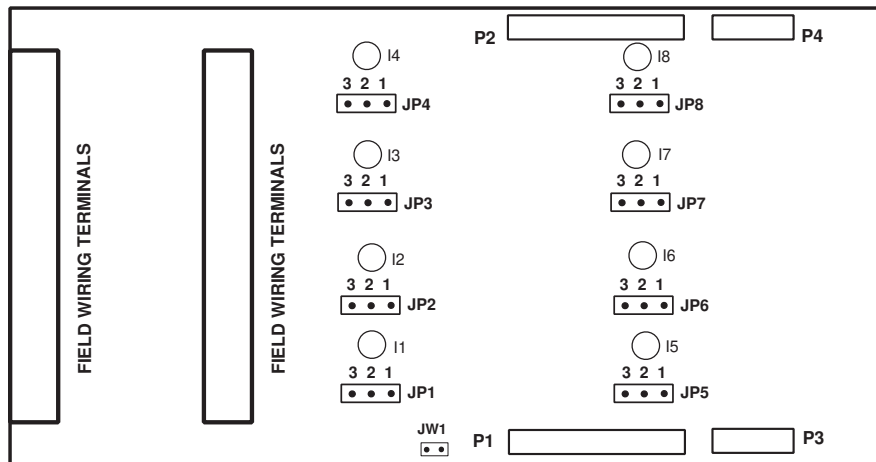 P2
P4
I4
3 2 1
JP4
I8
3 2 1
JP8
I3
3 2 1
JP3
I7
3 2 1
JP7
FIELD WIRING TERMINALS
FIELD WIRING TERMINALS
I2
3 2 1
JP2
I6
3 2 1
JP6
I1
3 2 1
JP1
I5
3 2 1
JP5
JW1
P1
P3